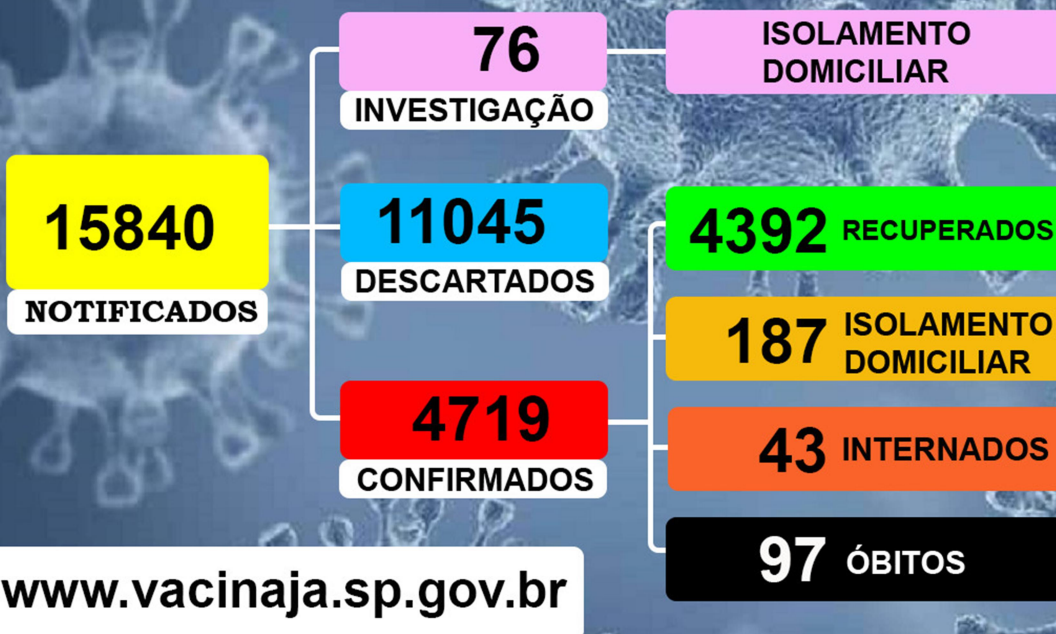 76
INVESTIGAÇÃO
ISOLAMENTO
DOMICILIAR
15840
NOTIFICADOS
11045
DESCARTADOS
4719
CONFIRMADOS
4392 RECUPERADOS
187 ISOLAMENTO
DOMICILIAR
43 INTERNADOS
97 ÓBITOS
www.vacinaja.sp.gov.br